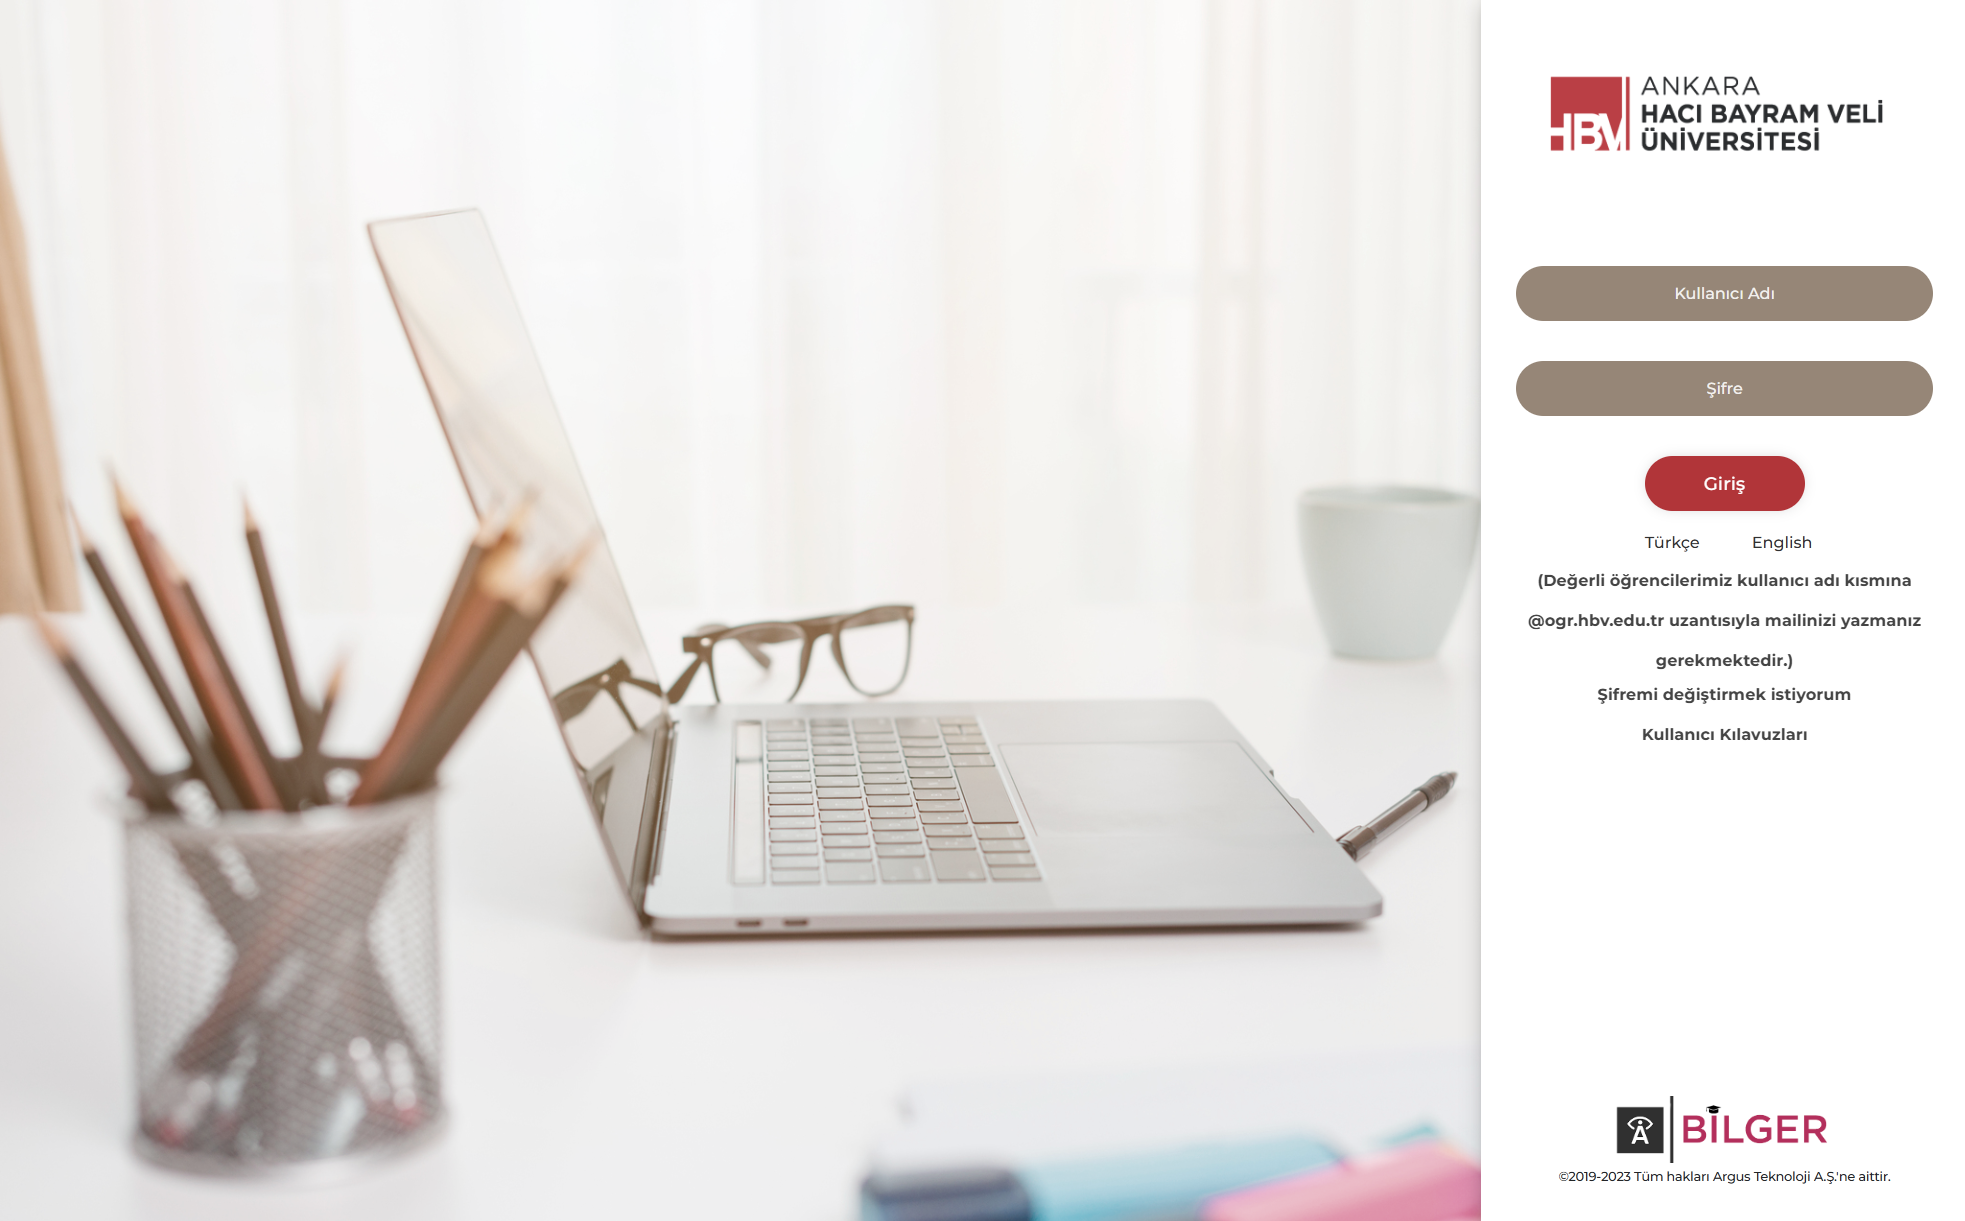 HBV
ANKARA
HACI BAYRAM VELİ
ÜNİVERSİTESİ
Kullanıcı Adı
Şifre
Giriş
Türkçe English
(Değerli öğrencilerimiz kullanıcı adı kısmına
@ogr.hbv.edu.tr uzantısıyla mailinizi yazmanız
gerekmektedir.)
Şifremi değiştirmek istiyorum
Kullanıcı Kılavuzları
A
BİLGER
©2019-2023 Tüm hakları Argus Teknoloji A.Ş.'ne aittir.